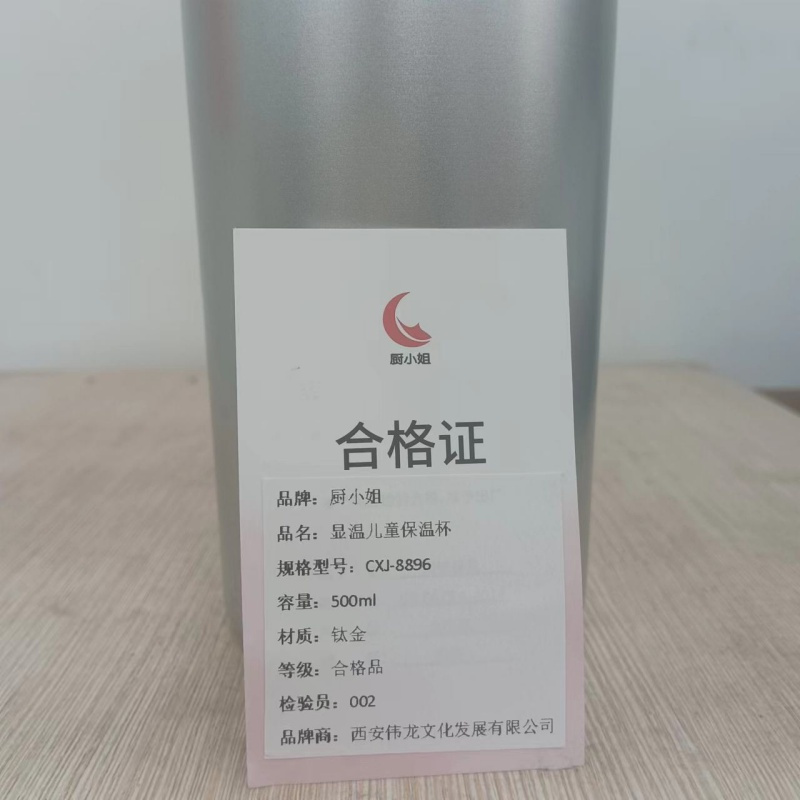 厨小姐
合格证
品牌：厨小姐
品名：显温儿童保温杯
规格型号：CXJ-8896
容量：500ml
材质：钛金
等级：合格品
检验员：002
品牌商：西安伟龙文化发展有限公司